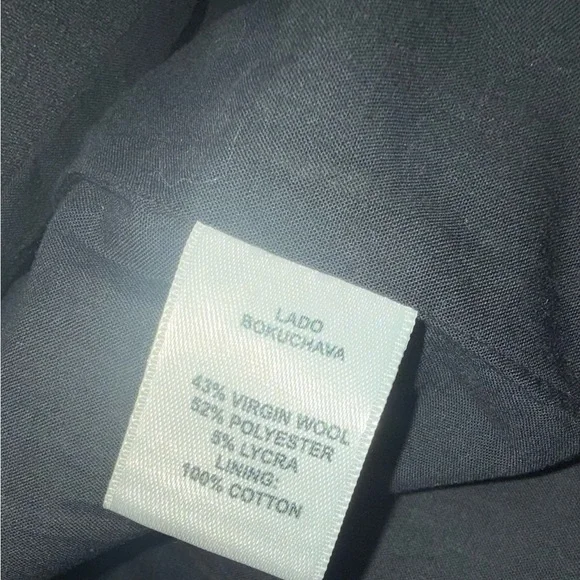 LADO
BOKUCHAVA
43% VIRGIN WOOL
52% POLYESTER
5% LYCRA
LINING:
100% COTTON